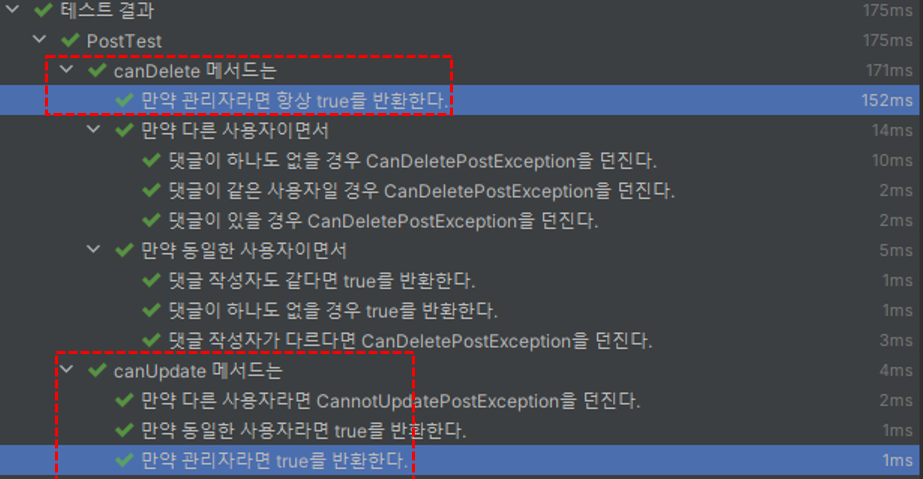 테스트 결과 175ms
PostTest 175ms
canDelete 메서드는 171ms
만약 관리자라면 항상 true를 반환한다. 152ms
만약 다른 사용자이면서 14ms
댓글이 하나도 없을 경우 CanDeletePostException을 던진다. 10ms
댓글이 같은 사용자일 경우 CanDeletePostException을 던진다. 2ms
댓글이 있을 경우 CanDeletePostException을 던진다. 2ms
만약 동일한 사용자이면서 5ms
댓글 작성자도 같다면 true를 반환한다. 1ms
댓글이 하나도 없을 경우 true를 반환한다. 1ms
댓글 작성자가 다르다면 CanDeletePostException을 던진다. 3ms
canUpdate 메서드는 4ms
만약 다른 사용자라면 CannotUpdatePostException을 던진다. 2ms
만약 동일한 사용자라면 true를 반환한다. 1ms
만약 관리자라면 true를 반환한다. 1ms